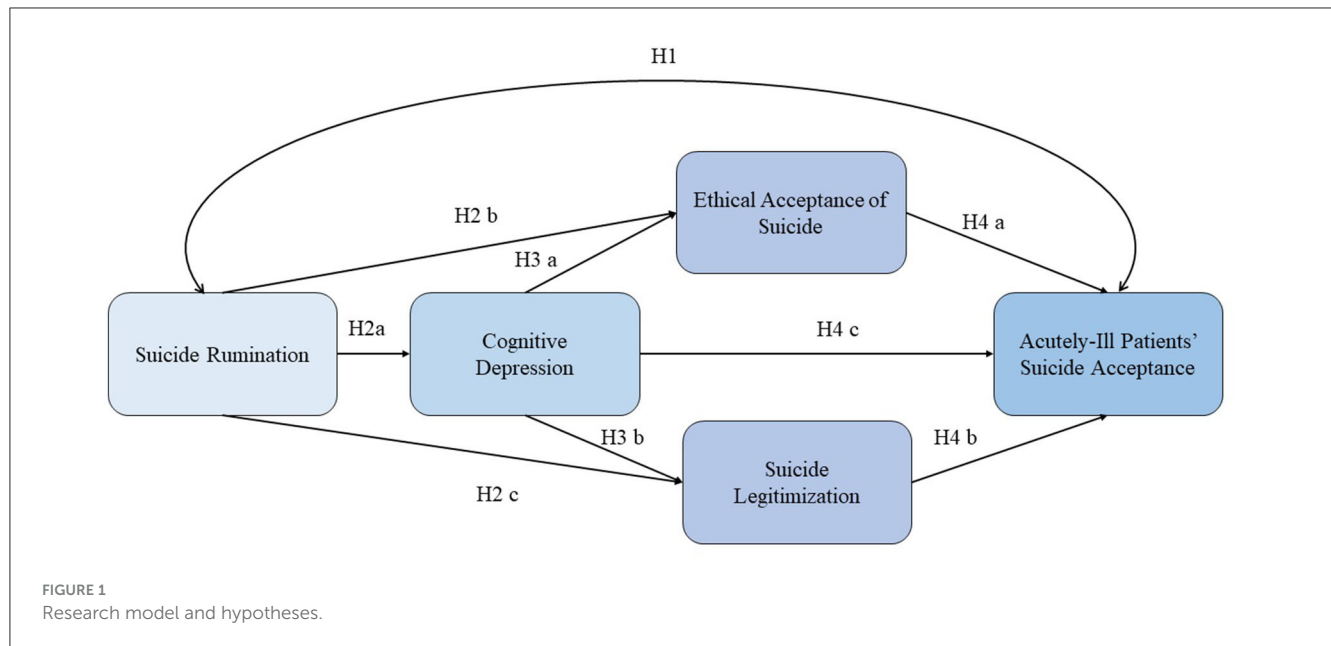 H1
Ethical Acceptance of
Suicide
H2 b
H4 a
H3 a
Suicide Rumination
H2a
Cognitive
Depression
H4 c
Acutely-Ill Patients’
Suicide Acceptance
H3 b
H4 b
H2 c
Suicide
Legitimization
FIGURE 1
Research model and hypotheses.